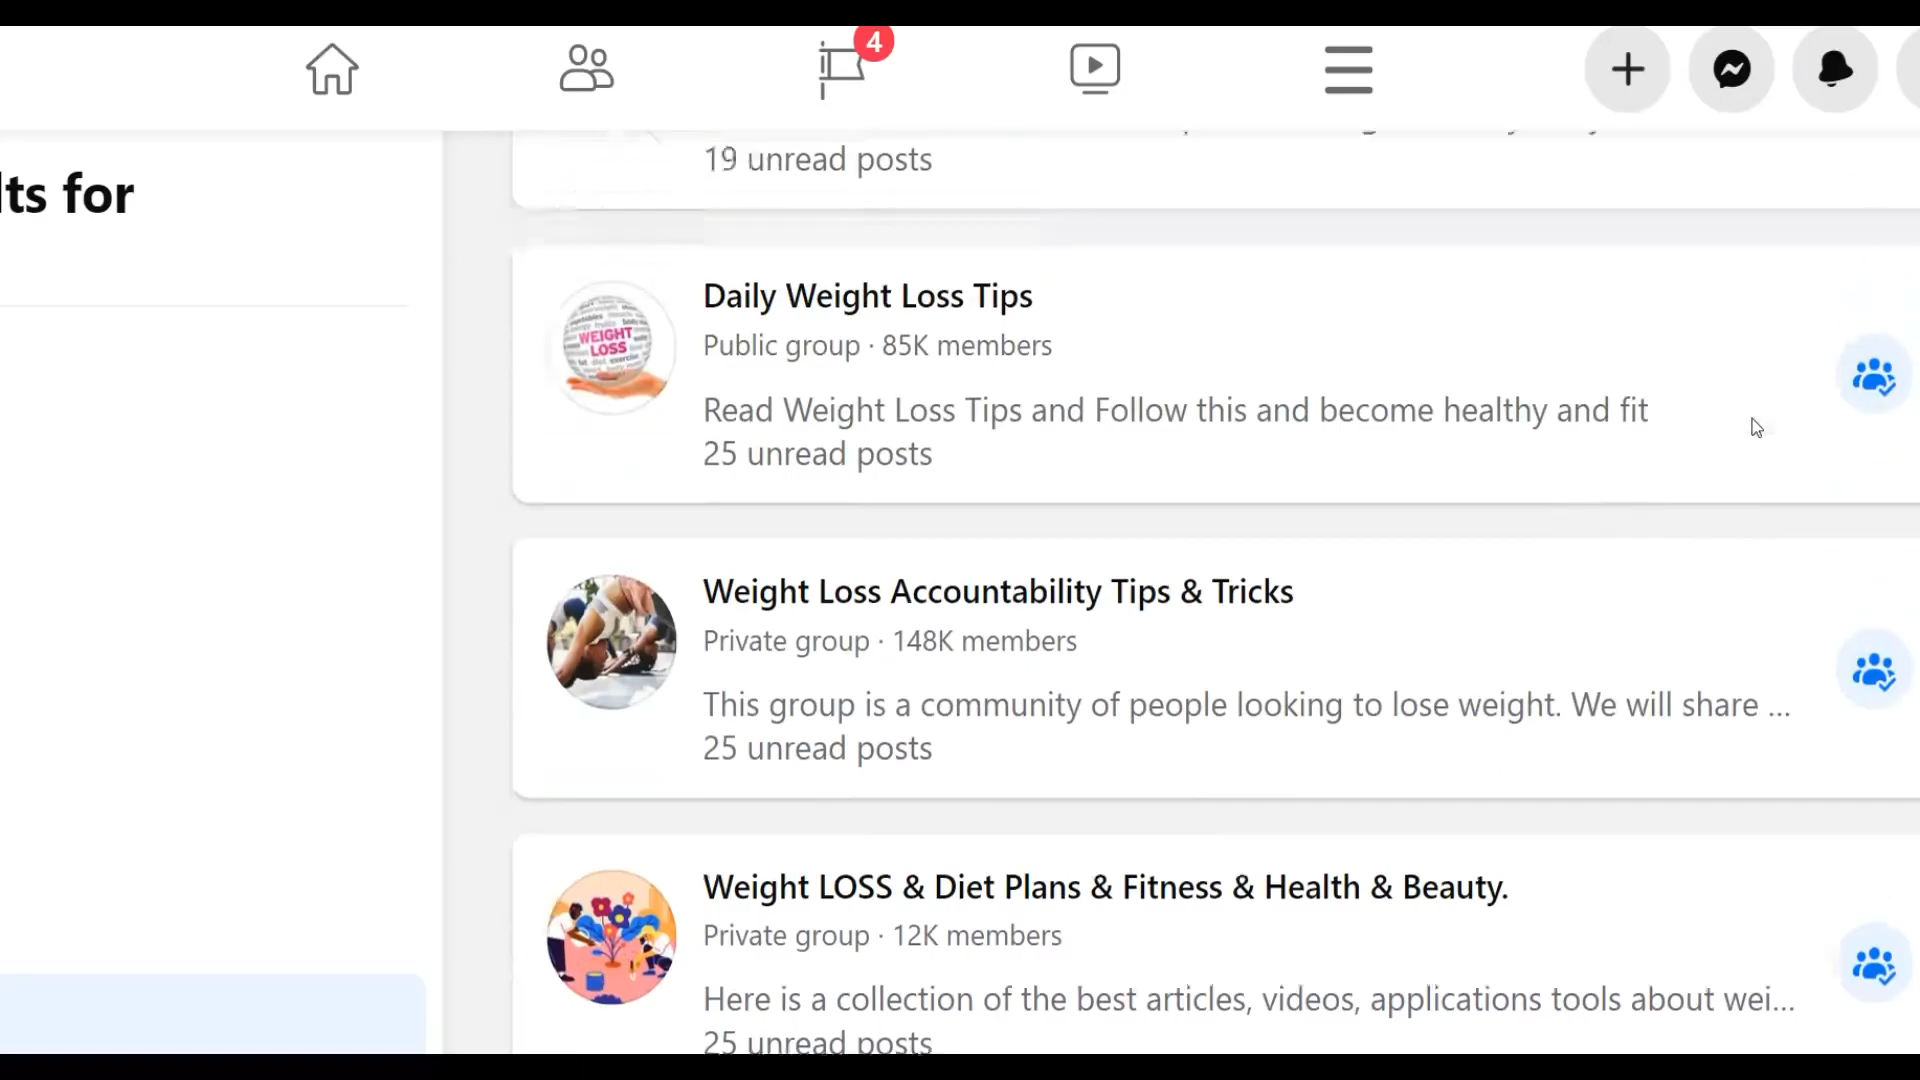 4
lts for
19 unread posts
Daily Weight Loss Tips
Public group · 85K members
WEIGHT
LOSS
Read Weight Loss Tips and Follow this and become healthy and fit
25 unread posts
Weight Loss Accountability Tips & Tricks
Private group · 148K members
This group is a community of people looking to lose weight. We will share ...
25 unread posts
Weight LOSS & Diet Plans & Fitness & Health & Beauty.
Private group · 12K members
Here is a collection of the best articles, videos, applications tools about wei...
25 unread posts